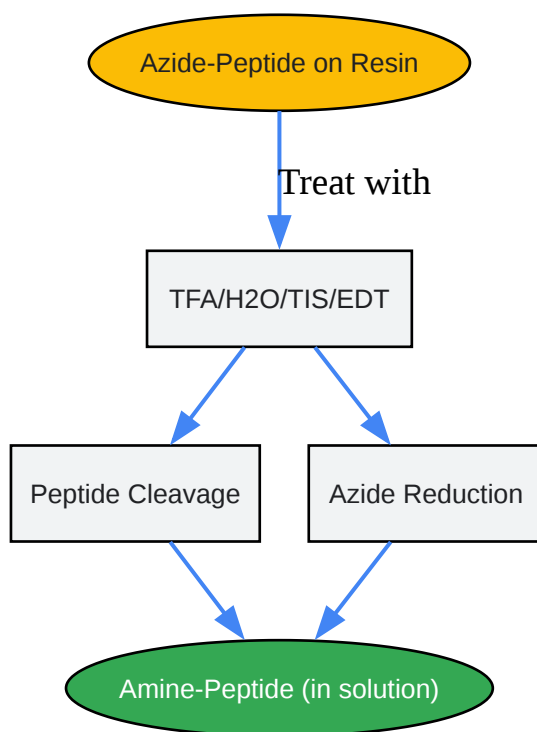 Azide-Peptide on Resin
Treat with
TFA/H2O/TIS/EDT
Peptide Cleavage
Azide Reduction
Amine-Peptide (in solution)